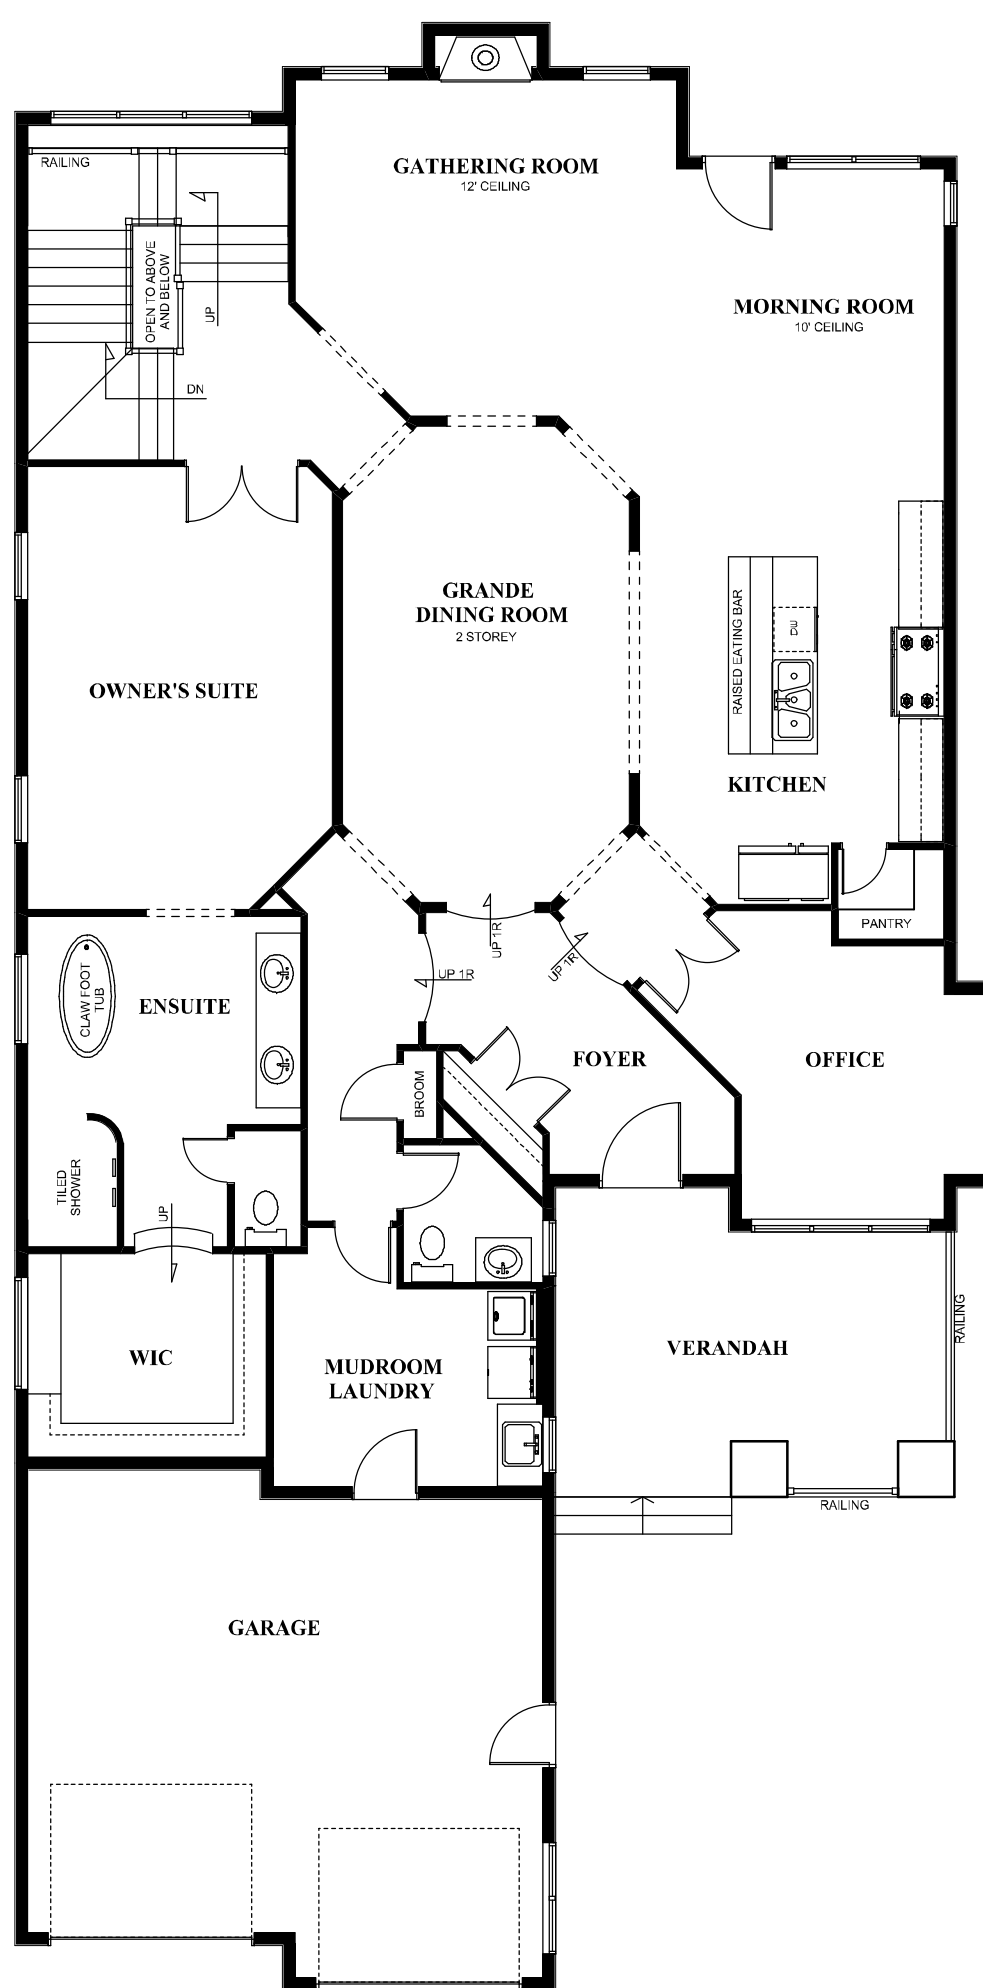 RAILING
GATHERING ROOM
12' CEILING
OPEN TO ABOVE
AND BELOW
UP
DN
MORNING ROOM
10' CEILING
GRANDE
DINING ROOM
2 STOREY
RAISED EATING BAR
DW
OWNER'S SUITE
KITCHEN
PANTRY
UP 1R
UP 1R
UP 1R
CLAW FOOT
TUB
ENSUITE
FOYER
OFFICE
BROOM
TILED
SHOWER
UP
WIC
MUDROOM
LAUNDRY
VERANDAH
RAILING
RAILING
GARAGE